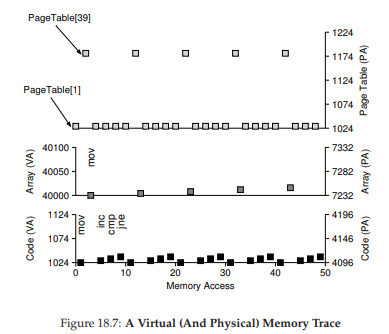 PageTable[39]
PageTable[1]
1224
1174
1124
1074
1024
Page Table (PA)
40100
40050
40000
Array (VA)
mov
7332
7282
7232
Array (PA)
1124
1074
1024
Code (VA)
mov
inc
cmp
jne
4196
4146
4096
Code (PA)
0 10 20 30 40 50
Memory Access
Figure 18.7: A Virtual (And Physical) Memory Trace